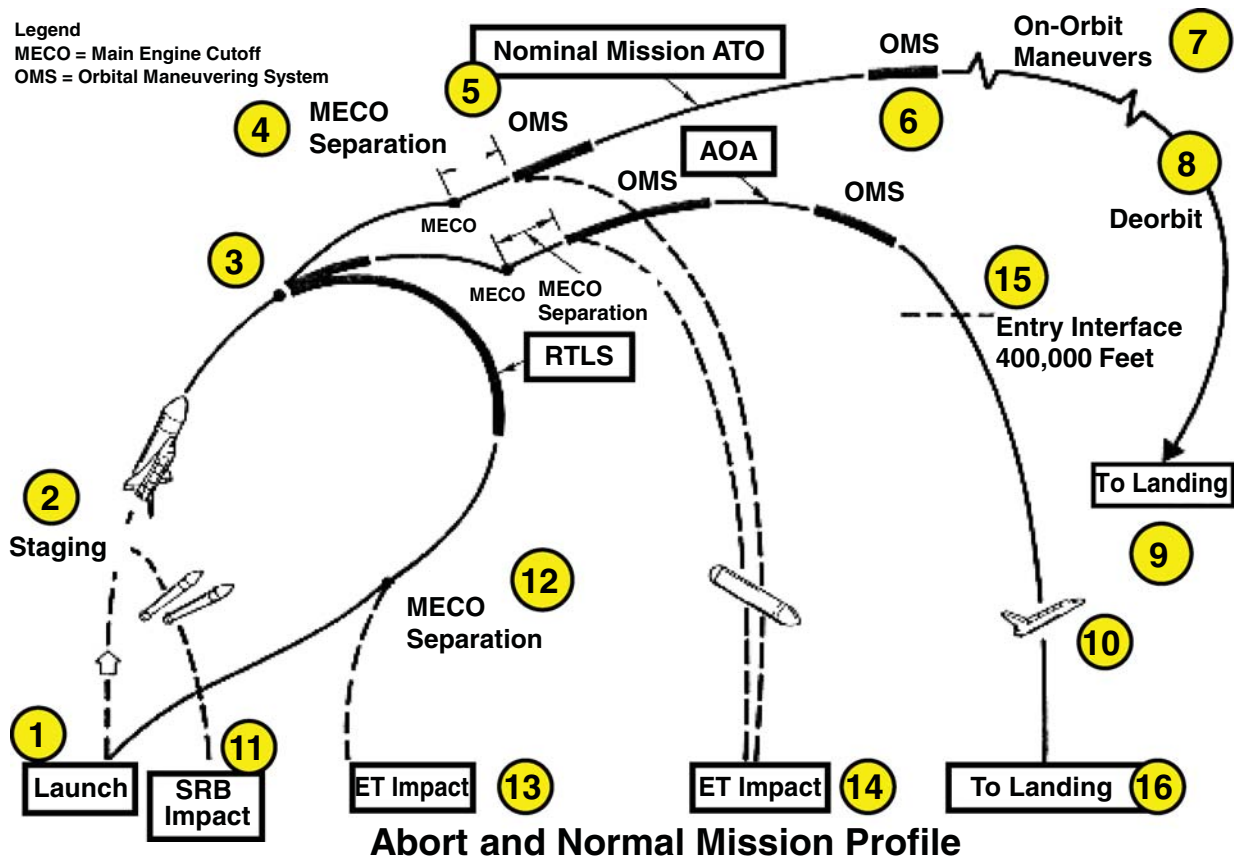 Legend
MECO = Main Engine Cutoff
OMS = Orbital Maneuvering System
Nominal Mission ATO
5
4
MECO
Separation
OMS
OMS
6
On-Orbit
Maneuvers
7
8
Deorbit
AOA
OMS
OMS
MECO
3
MECO
MECO
Separation
RTLS
15
Entry Interface
400,000 Feet
2
Staging
To Landing
9
12
MECO
Separation
10
1
Launch
11
SRB
Impact
ET Impact
13
ET Impact
14
To Landing
16
Abort and Normal Mission Profile